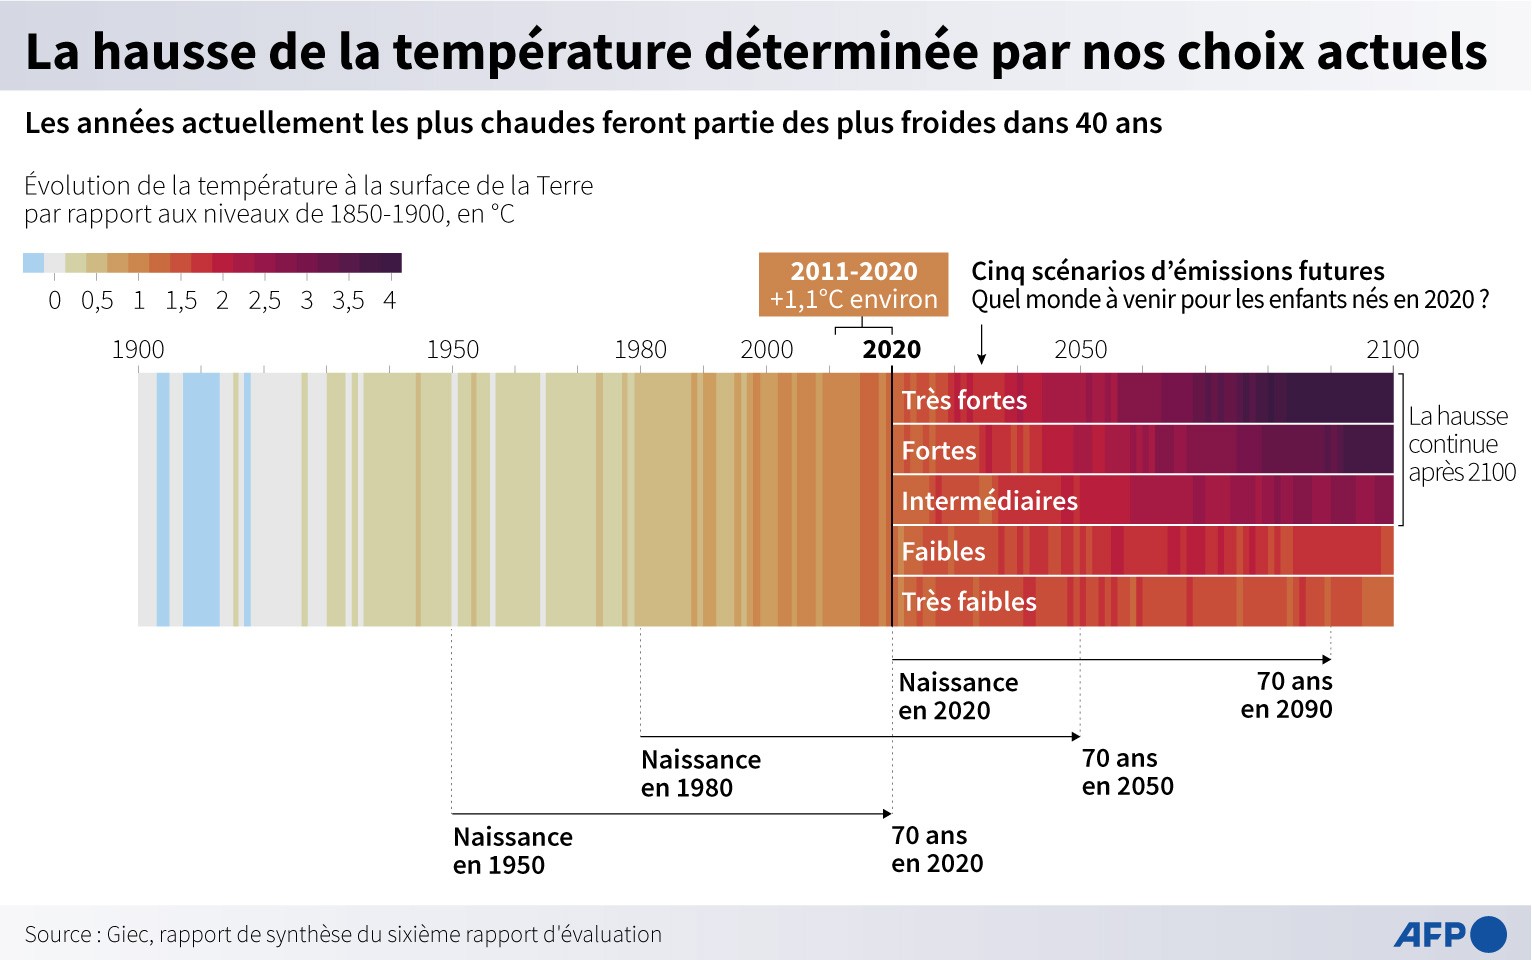 La hausse de la température déterminée par nos choix actuels
Les années actuellement les plus chaudes feront partie des plus froides dans 40 ans
Évolution de la température à la surface de la Terre
par rapport aux niveaux de 1850-1900, en °C
0 0,5 1 1,5 2 2,5 3 3,5 4
2011-2020
+1,1°C environ
Cinq scénarios d’émissions futures
Quel monde à venir pour les enfants nés en 2020 ?
1900 1950 1980 2000 2020 2050 2100
Très fortes
Fortes
Intermédiaires
Faibles
Très faibles
La hausse
continue
après 2100
Naissance
en 2020
70 ans
en 2090
Naissance
en 1980
70 ans
en 2050
Naissance
en 1950
70 ans
en 2020
Source : Giec, rapport de synthèse du sixième rapport d'évaluation
AFP